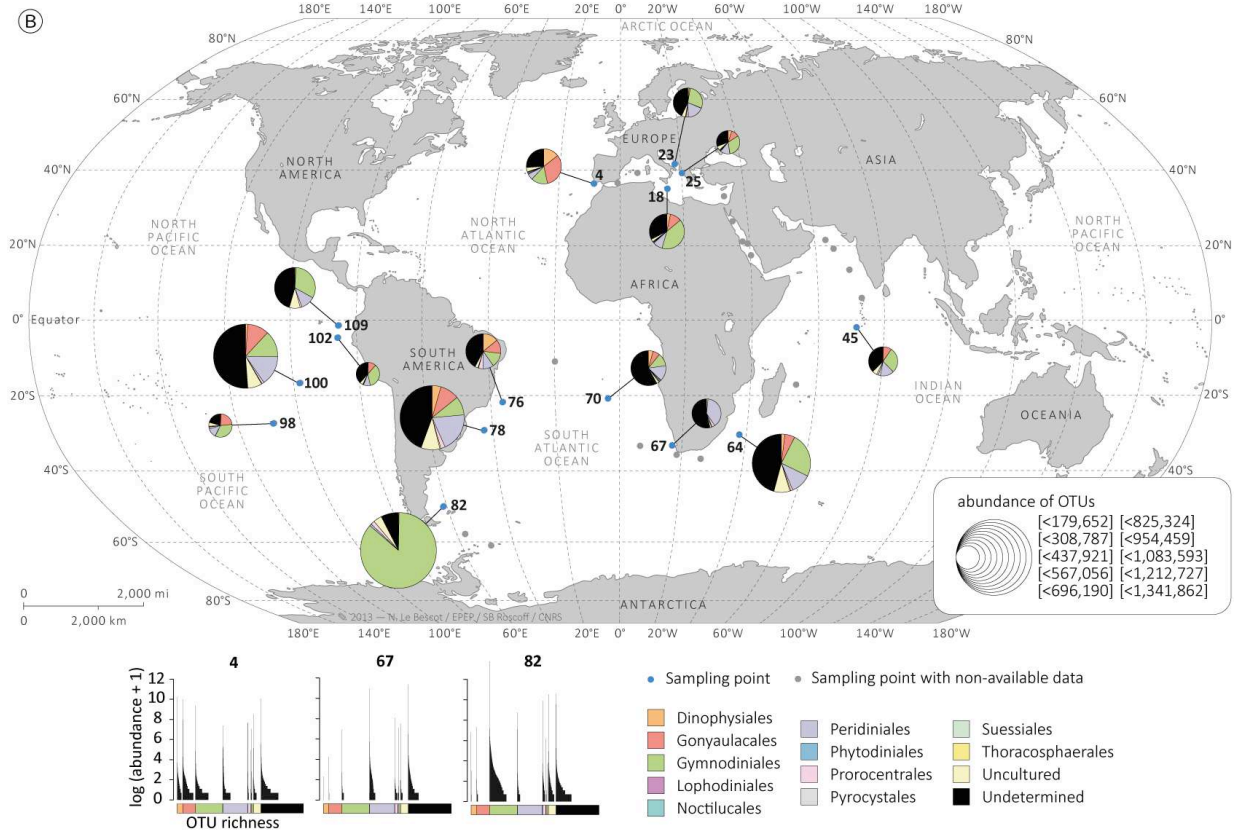 B
180°E 140°E 100°E 60°E 20°E 0° 20°W 60°W 100°W 140°W 180°W
ARCTIC OCEAN
80°N 80°N
60°N 60°N
EUROPE
NORTH
AMERICA
ASIA
23
40°N 4 25 40°N
18
NORTH
PACIFIC
OCEAN
NORTH
ATLANTIC
OCEAN
NORTH
PACIFIC
OCEAN
20°N 20°N
AFRICA
0° Equator 109 0°
102 45
SOUTH
AMERICA
100 INDIAN
OCEAN
20°S 76 70 20°S
OCEANIA
98 78 67 64
SOUTH
ATLANTIC
OCEAN
40°S 40°S
SOUTH
PACIFIC
OCEAN
82
60°S
80°S
ANTARCTICA
abundance of OTUs
[<179,652] [<825,324]
[<308,787] [<954,459]
[<437,921] [<1,083,593]
[<567,056] [<1,212,727]
[<696,190] [<1,341,862]
0 2,000 mi
0 2,000 km
2013 — N. Le Bescot / EPEP / SB Roscoff / CNRS
180°E 140°E 100°E 60°E 0° 20°W 60°W 100°W 140°W 180°W
4 67 82
log (abundance + 1)
12
10
8
6
4
2
0
OTU richness
Sampling point
Sampling point with non-available data
Dinophysiales
Gonyaulacales
Gymnodiniales
Lophodiniales
Noctilucales
Peridiniales
Phytodiniales
Prorocentrales
Pyrocystales
Suessiales
Thoracosphaerales
Uncultured
Undetermined